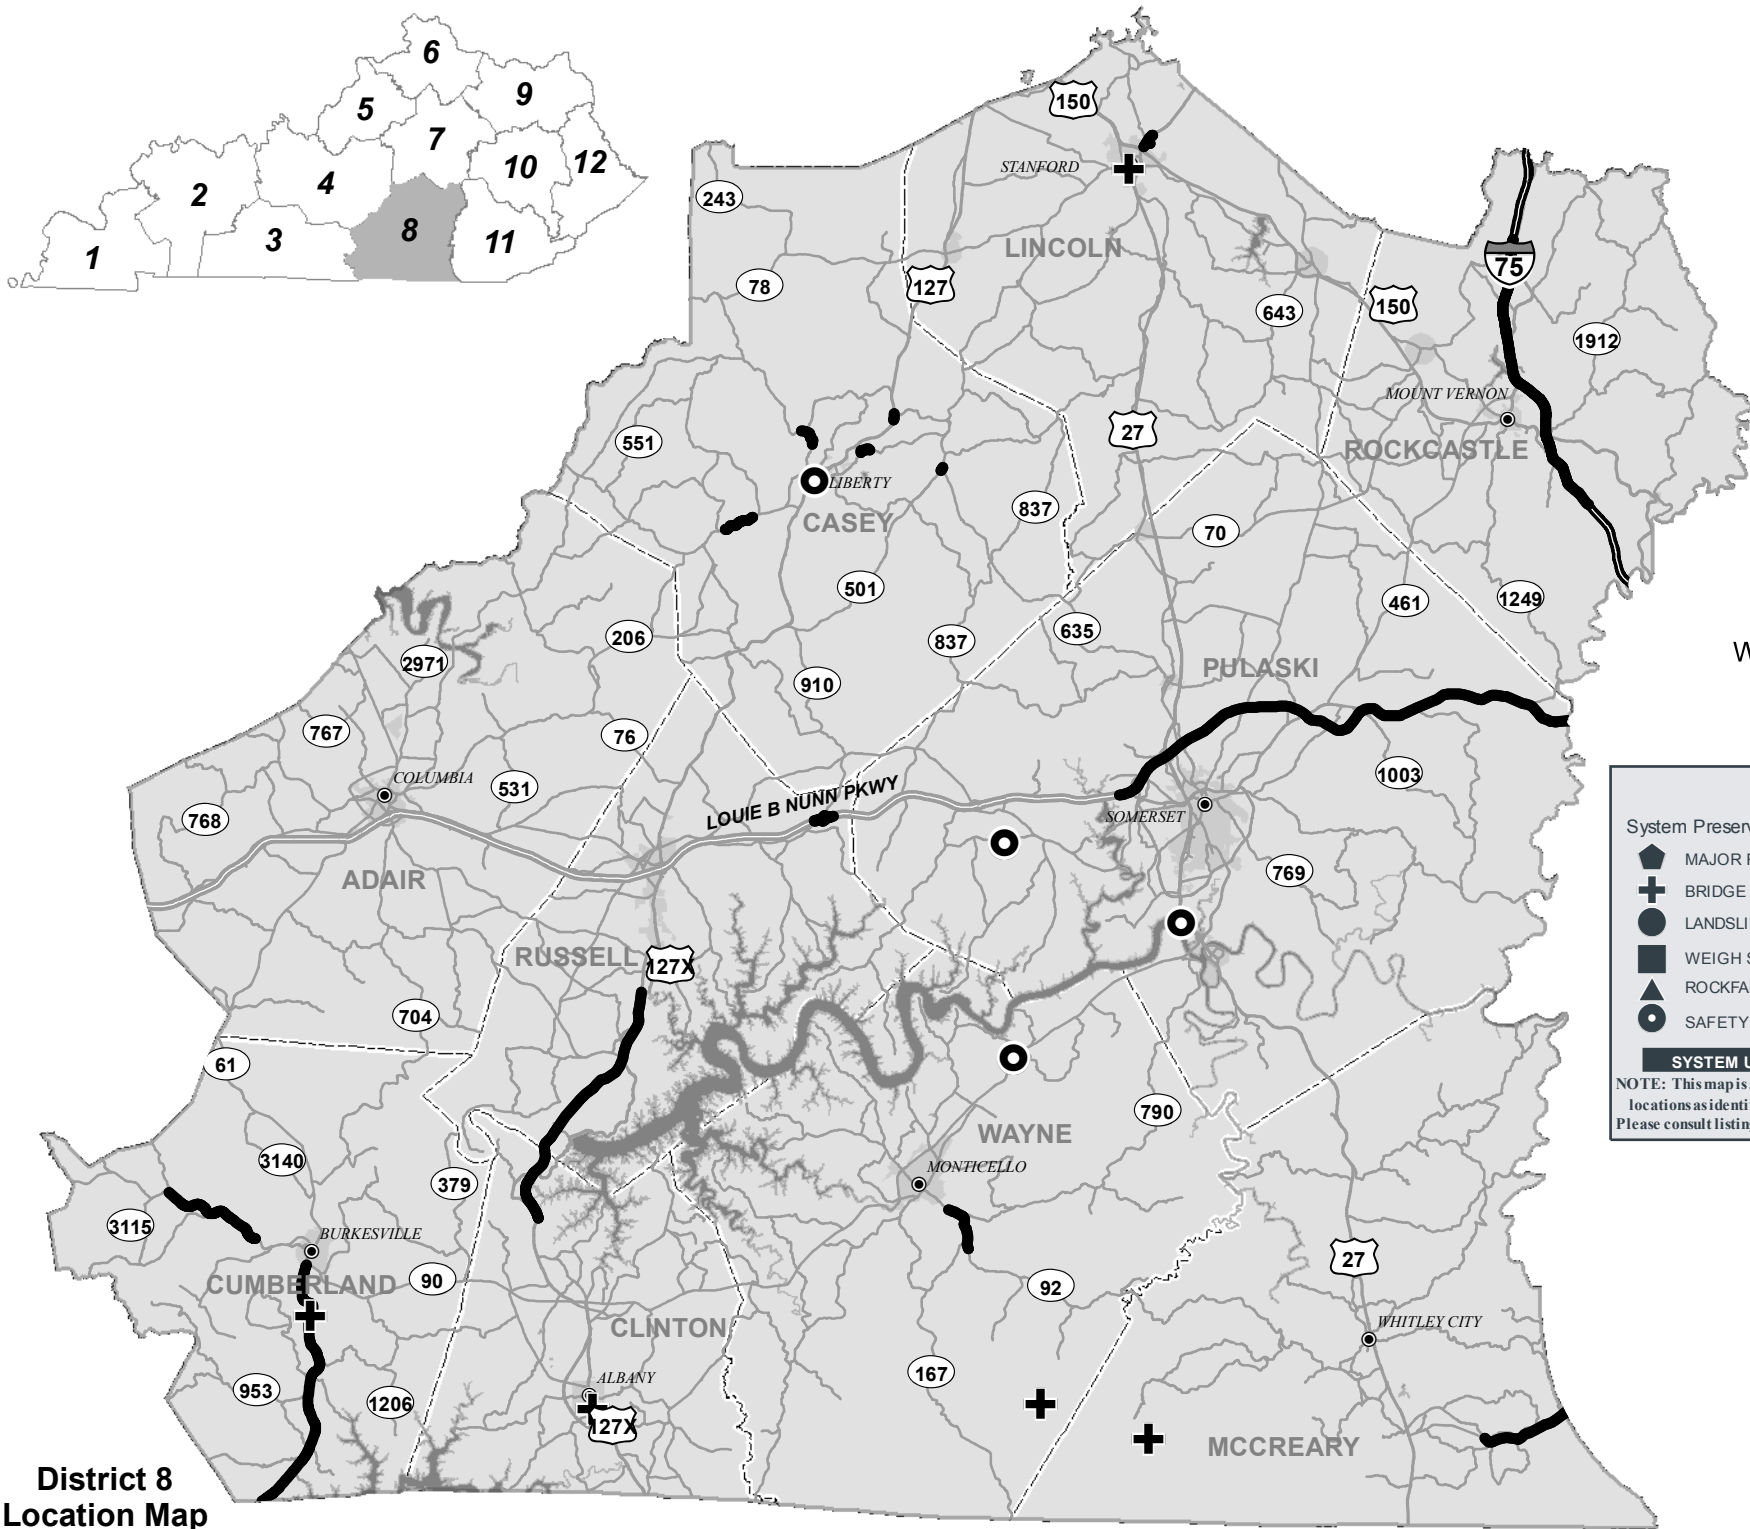 6
5
9
7
12
10
4
2
8
3
11
1
150
STANFORD
243
LINCOLN
75
78
127
643
150
1912
MOUNT VERNON
27
551
ROCKCASTLE
LIBERTY
CASEY
837
70
501
461
1249
206
837
635
W
2971
PULASKI
910
767
76
COLUMBIA
531
1003
LOUIE B NUNN PKWY
768
SOMERSET
ADAIR
769
RUSSELL
127X
704
61
790
WAYNE
3140
MONTICELLO
379
3115
BURKESVILLE
27
CUMBERLAND
90
92
CLINTON
WHITLEY CITY
167
ALBANY
953
1206
127X
MCCREARY
System Preserv
MAJOR
BRIDGE
LANDSLI
WEIGH S
ROCKFA
SAFETY
SYSTEM U
NOTE: This map is
locations as identi
Please consult listing
District 8
Location Map